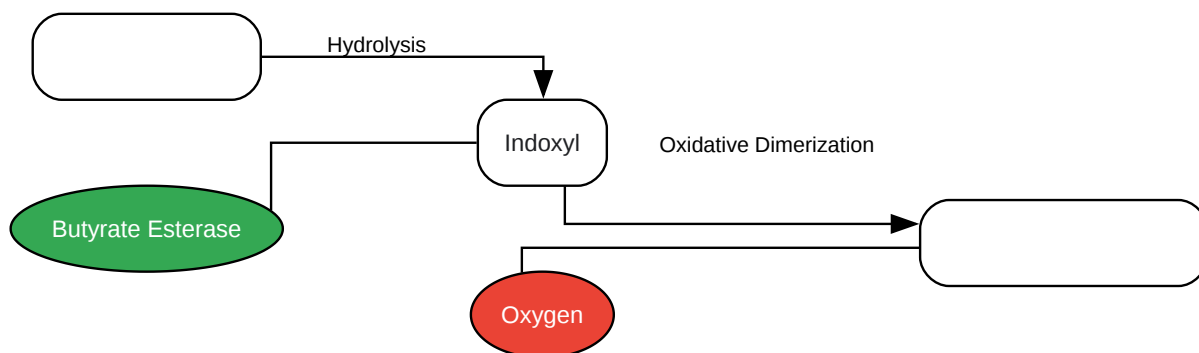 Hydrolysis
Indoxyl
Oxidative Dimerization
Butyrate Esterase
Oxygen